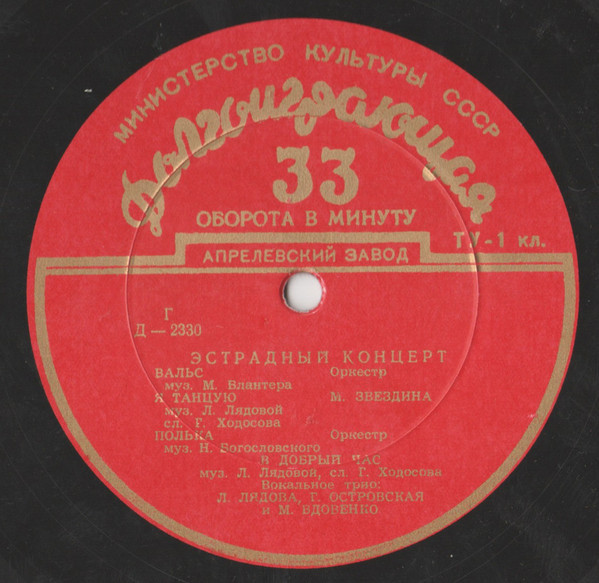 МИНИСТЕРСТВО КУЛЬТУРЫ СССР
Долгоиграющая
33
ОБОРОТА В МИНУТУ
ТУ-1 кл.
АПРЕЛЕВСКИЙ ЗАВОД
Г
Д — 2330
ЭСТРАДНЫЙ КОНЦЕРТ
ВАЛЬС Оркестр
муз. М. Влантера
Я ТАНЦУЮ М. ЗВЕЗДИНА
муз. Л. Лядовой
сл. Г. Ходосова
ПОЛЬКА Оркестр
муз. Н. Богословского
В ДОБРЫЙ ЧАС
муз. Л. Лядовой, сл. Г. Ходосова
Вокальное трио:
Л. ЛЯДОВА, Г. ОСТРОВСКАЯ
и М. ВДОВЕНКО